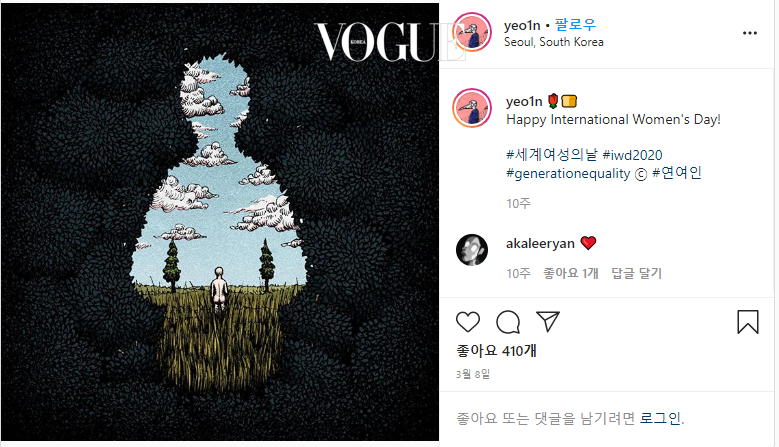 VOGUE
KOREA
yeo1n • 팔로우
Seoul, South Korea
yeo1n
Happy International Women's Day!
#세계여성의날 #iwd2020
#generationequality ⓒ #연여인
10주
akaleeryan
10주 좋아요 1개 답글 달기
좋아요 410개
3월 8일
좋아요 또는 댓글을 남기려면 로그인.